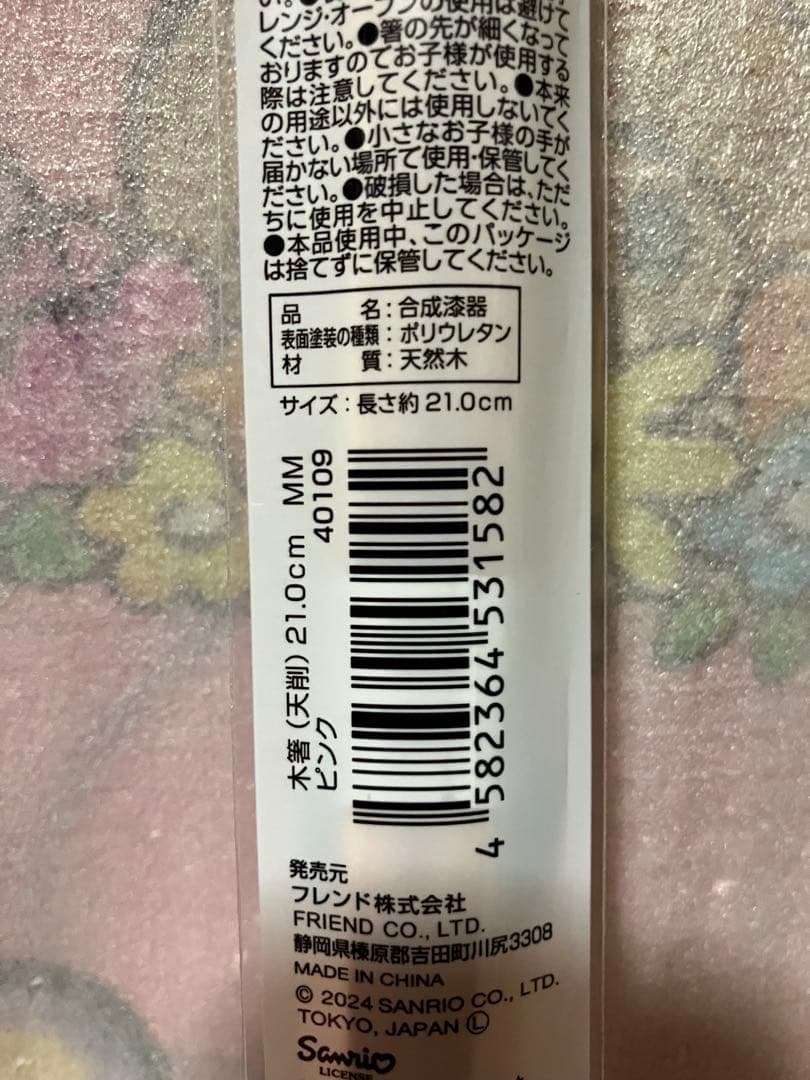 レンジ・オーブンの使用は避けて
ください。●箸の先が細くなって
おりますのでお子様が使用する
際は注意してください。●本来
の用途以外には使用しないでく
ださい。●小さなお子様の手が
届かない場所で使用・保管してく
ださい。●破損した場合は、ただ
ちに使用を中止してください。
●本品使用中、このパッケージ
は捨てずに保管してください。
品名：合成漆器
表面塗装の種類：ポリウレタン
材質：天然木
サイズ：長さ約21.0cm
木箸（天削）21.0cm MM
ピンク 40109
4 582364 531582
発売元
フレンド株式会社
FRIEND CO., LTD.
静岡県榛原郡吉田町川尻3308
MADE IN CHINA
© 2024 SANRIO CO., LTD.
TOKYO, JAPAN Ⓛ
Sanrio
LICENSE